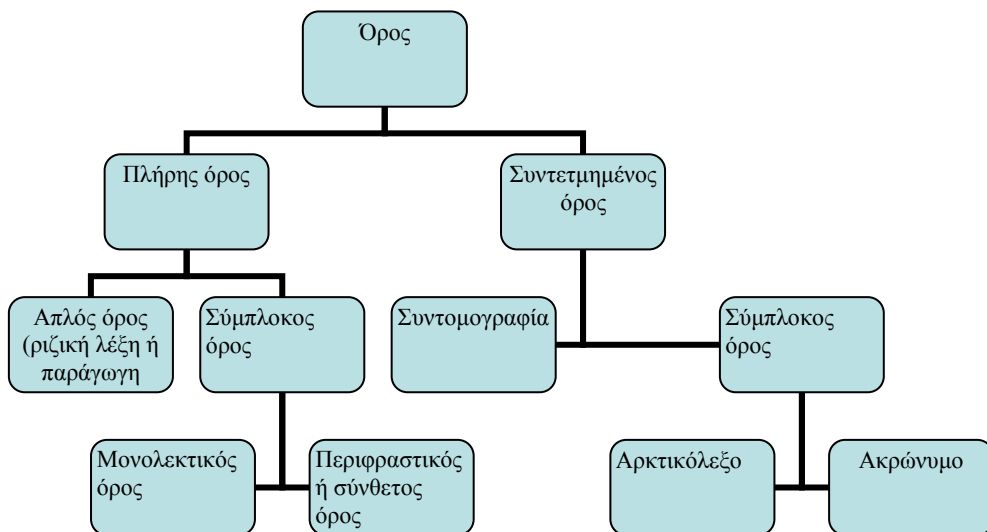 Όρος
Πλήρης όρος
Συντετμημένος
όρος
Απλός όρος
(ριζική λέξη ή
παράγωγη
Σύμπλοκος
όρος
Συντομογραφία
Σύμπλοκος
όρος
Μονολεκτικός
όρος
Περιφραστικός
ή σύνθετος
όρος
Αρκτικόλεξο
Ακρώνυμο